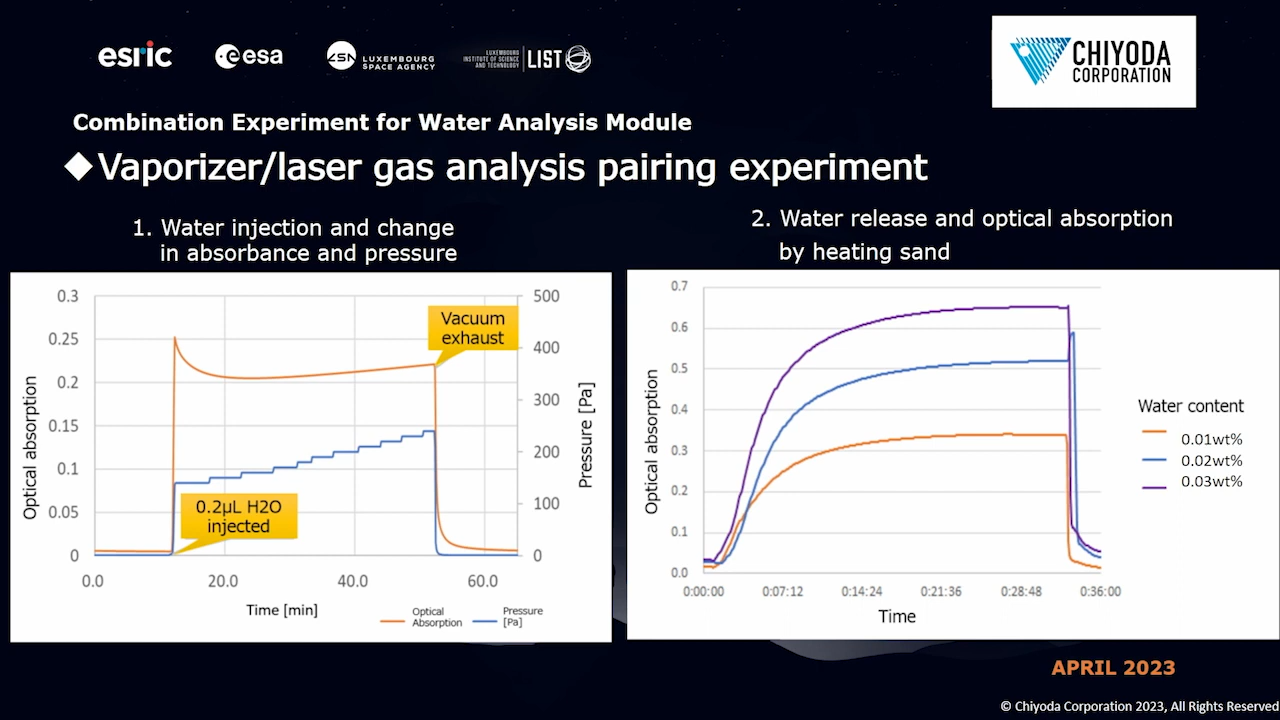 esric
esa
LSA
LUXEMBOURG
SPACE AGENCY
LUXEMBOURG
INSTITUTE OF SCIENCE
AND TECHNOLOGY
LIST
CHIYODA
CORPORATION
Combination Experiment for Water Analysis Module
◆Vaporizer/laser gas analysis pairing experiment
1. Water injection and change
in absorbance and pressure
0.3
0.25
0.2
0.15
0.1
0.05
0
Optical absorption
500
400
300
200
100
0
Pressure [Pa]
Vacuum
exhaust
0.2μL H2O
injected
0.0 20.0 40.0 60.0
Time [min]
Optical
Absorption
Pressure
[Pa]
2. Water release and optical absorption
by heating sand
0.7
0.6
0.5
0.4
0.3
0.2
0.1
0.0
Optical absorption
0:00:00 0:07:12 0:14:24 0:21:36 0:28:48 0:36:00
Time
Water content
0.01wt%
0.02wt%
0.03wt%
APRIL 2023
© Chiyoda Corporation 2023, All Rights Reserved